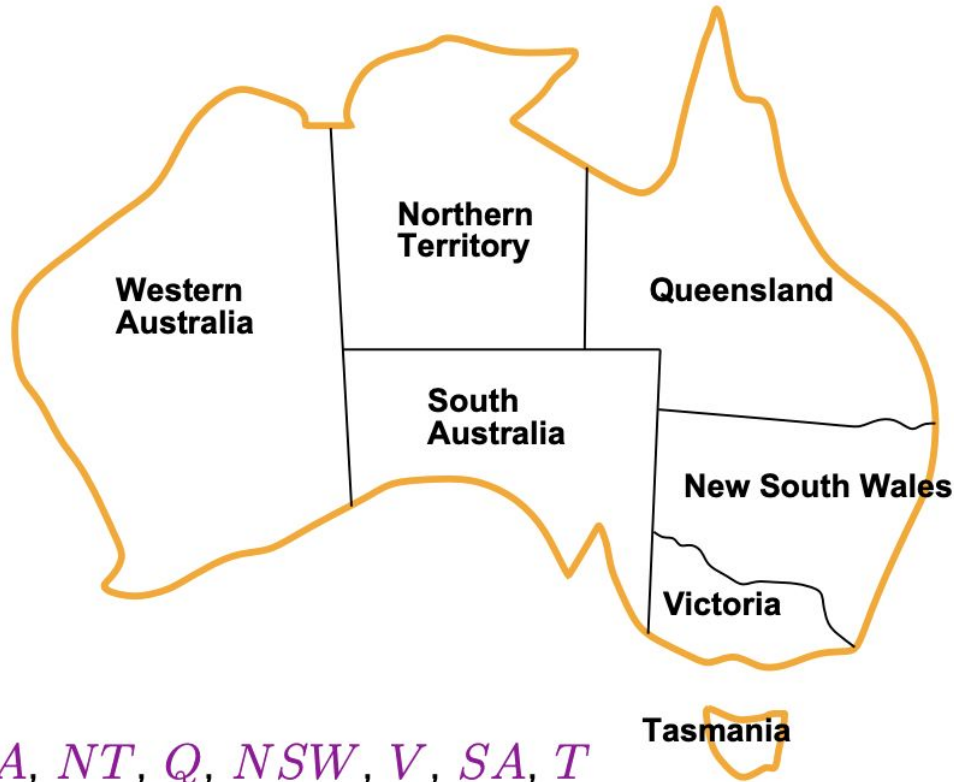 Northern
Territory
Western
Australia
Queensland
South
Australia
New South Wales
Victoria
Tasmania
A, NT, Q, NSW, V, SA, T